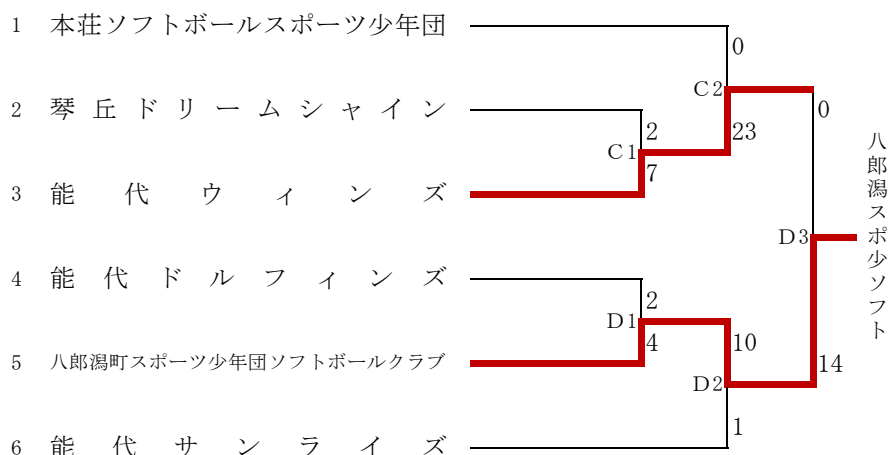 1 本荘ソフトボールスポーツ少年団
0
C2
2 琴丘ドリームシャイン
0
2
23
C1
7
3 能代ウィンズ
八郎潟スポ少ソフト
D3
4 能代ドルフィンズ
2
D1
4
10
5 八郎潟町スポーツ少年団ソフトボールクラブ
14
D2
1
6 能代サンライズ